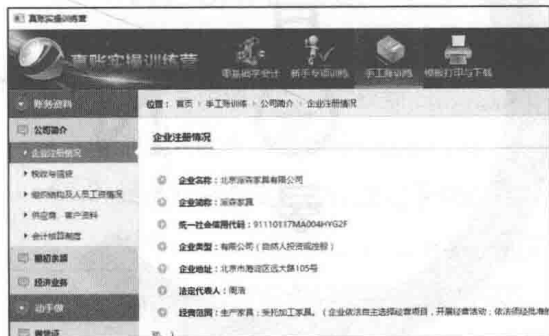 真账实操训练营
真账实操训练营
零基础学会计 新手专项训练 手工账训练 模板打印与下载
账务资料
位置：首页 > 手工账训练 > 公司简介 > 企业注册情况
公司简介
企业注册情况
企业注册情况
税收与信贷
组织结构及人员工资情况
供应商、客户资料
会计核算制度
期初余额
经济业务
动手做
做凭证
企业名称：北京派森家具有限公司
企业简称：派森家具
统一社会信用代码：91110117MA004HYG2F
企业类型：有限公司（自然人投资或控股）
企业地址：北京市海淀区远大路105号
法定代表人：周浩
经营范围：生产家具；受托加工家具。（企业依法自主选择经营项目，开展经营活动；依法须经批准的